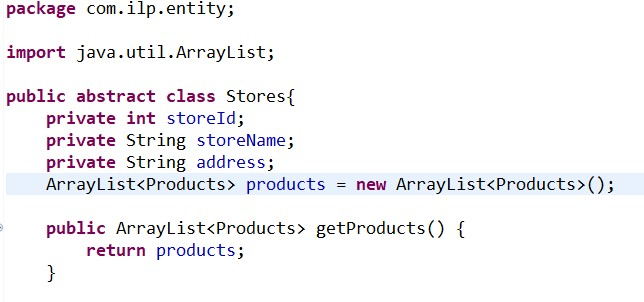 package com.ilp.entity;
import java.util.ArrayList;
public abstract class Stores{
private int storeId;
private String storeName;
private String address;
ArrayList<Products> products = new ArrayList<Products>();
public ArrayList<Products> getProducts() {
return products;
}